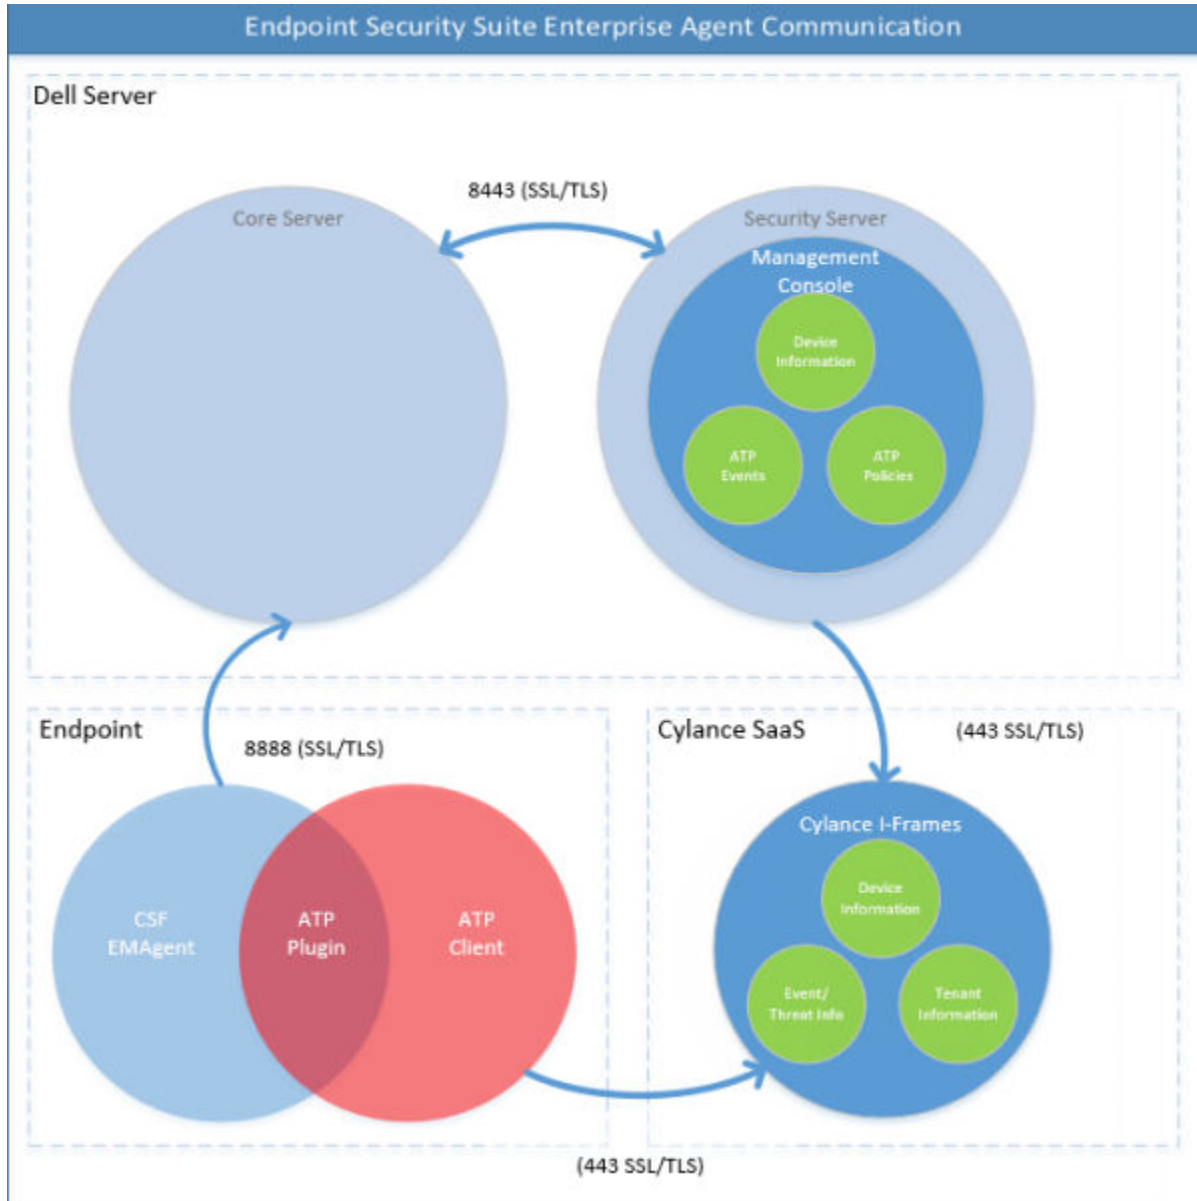 Endpoint Security Suite Enterprise Agent Communication
Dell Server
8443 (SSL/TLS)
Core Server
Security Server
Management
Console
Device
Information
ATP
Events
ATP
Policies
Endpoint
8888 (SSL/TLS)
CSF
EMAgent
ATP
Plugin
ATP
Client
Cylance SaaS
(443 SSL/TLS)
Cylance I-Frames
Device
Information
Event/
Threat Info
Tenant
Information
(443 SSL/TLS)